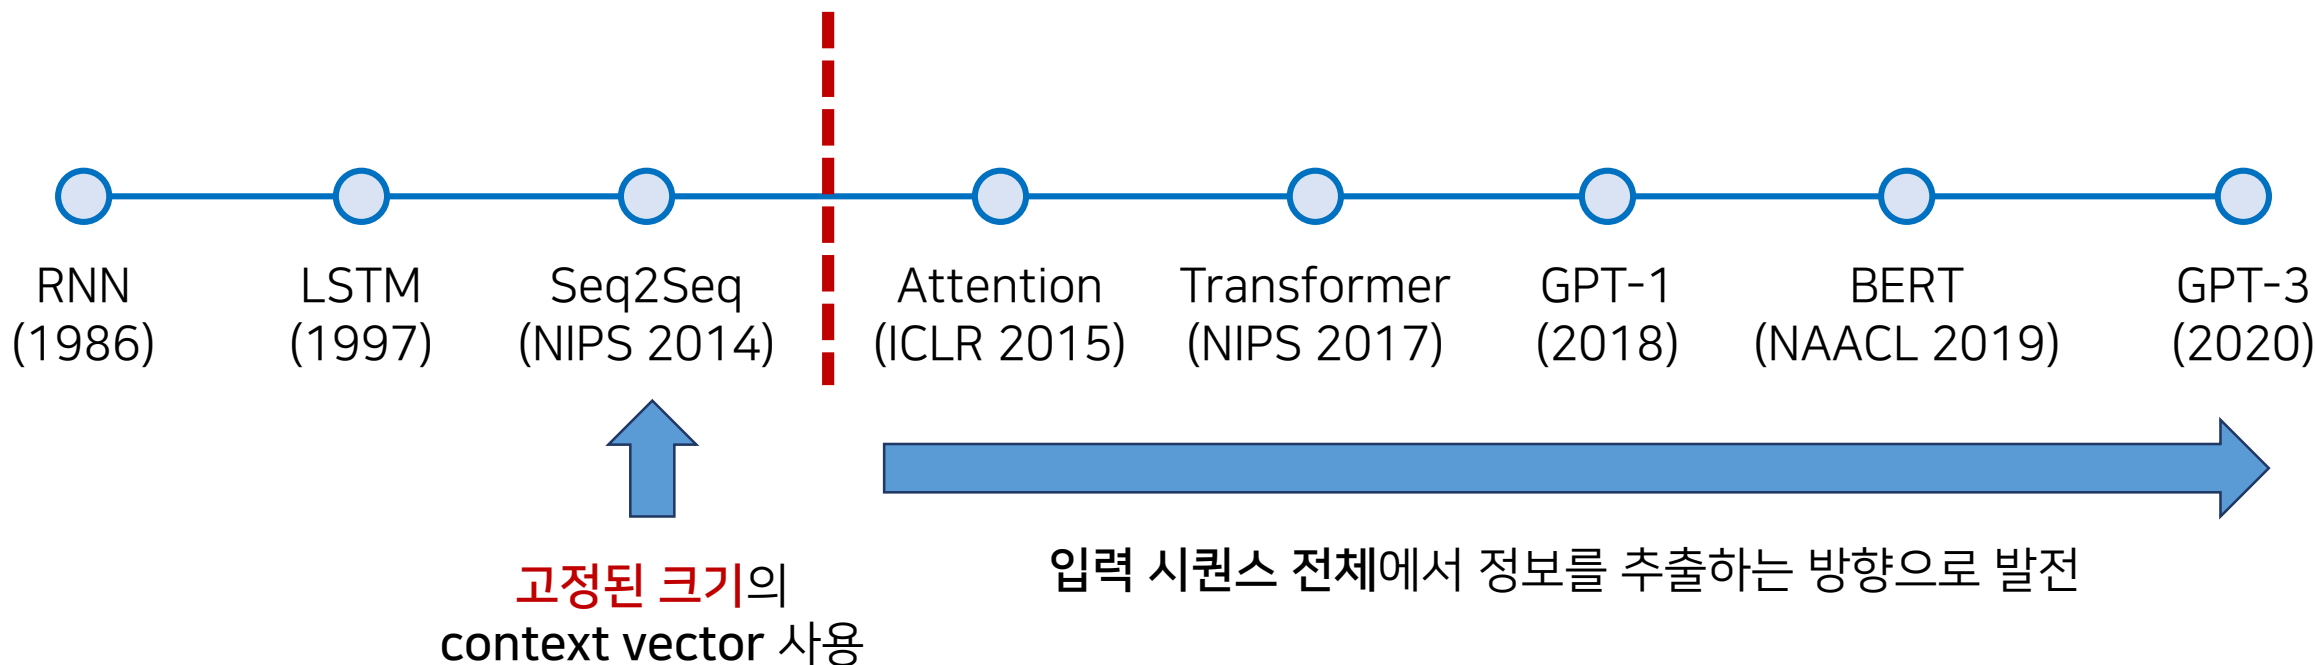 RNN
(1986)
LSTM
(1997)
Seq2Seq
(NIPS 2014)
Attention
(ICLR 2015)
Transformer
(NIPS 2017)
GPT-1
(2018)
BERT
(NAACL 2019)
GPT-3
(2020)
고정된 크기의
context vector 사용
입력 시퀀스 전체에서 정보를 추출하는 방향으로 발전